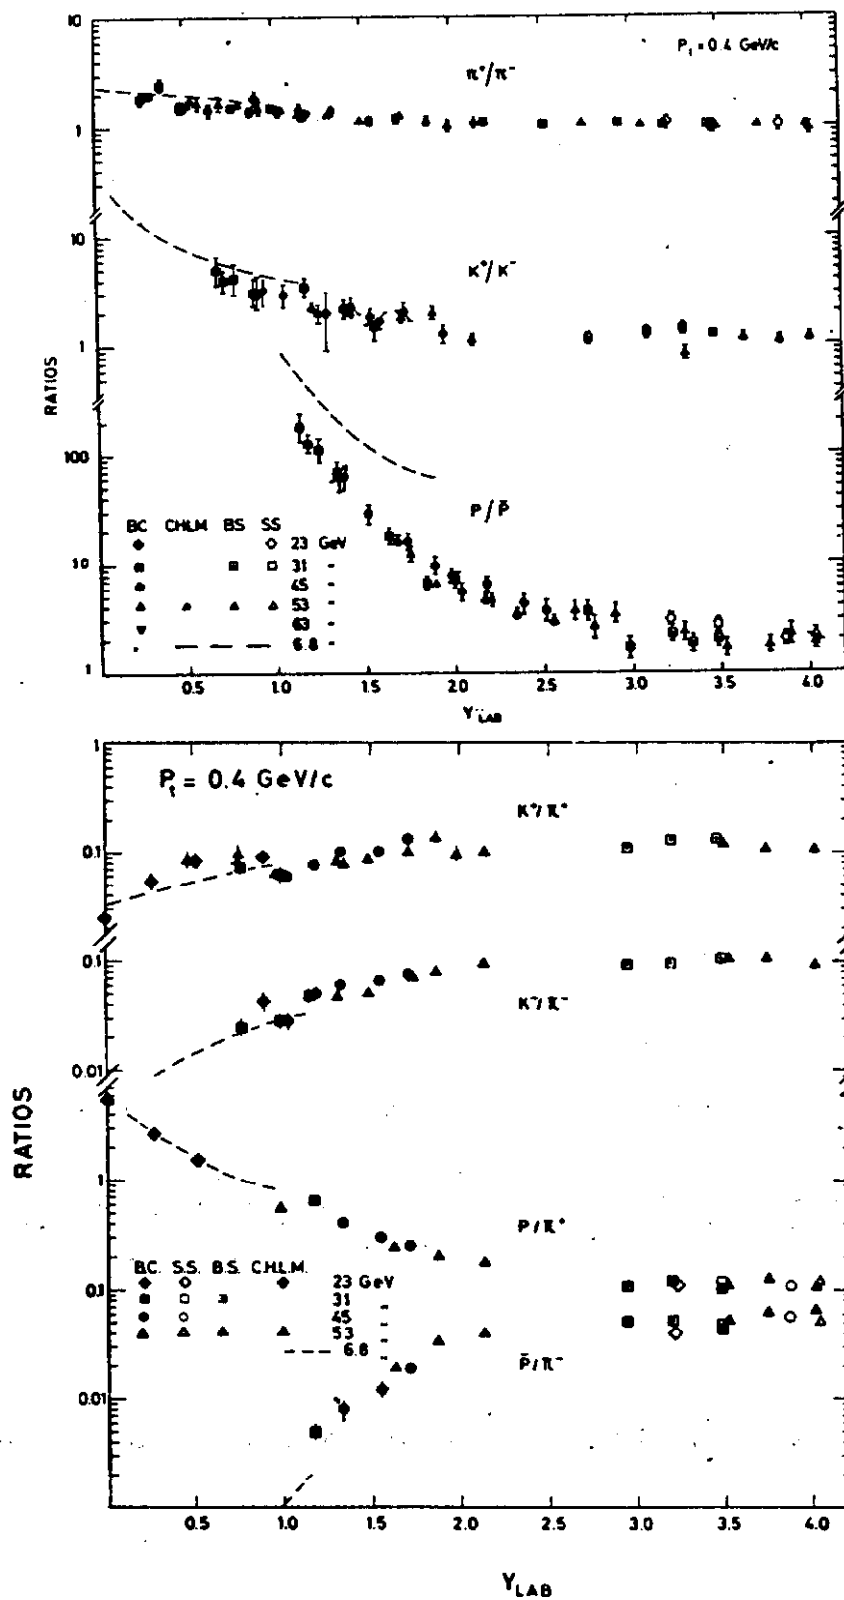 10
P_t = 0.4 GeV/c
π⁺/π⁻
1
10
K⁺/K⁻
1
RATIOS
100
P/P̄
BC CHLM BS SS
23 GeV
31 "
10
45 "
53 "
63 "
6.8 "
1
0.5 1.0 1.5 2.0 2.5 3.0 3.5 4.0
Y_LAB
1
P_t = 0.4 GeV/c
K⁺/π⁺
0.1
0.1
K⁻/π⁻
0.01
RATIOS
1
P/π⁺
B.C. S.S. B.S. C.H.L.M.
23 GeV
0.1
31 "
45 "
53 "
6.8 "
P̄/π⁻
0.01
0.5 1.0 1.5 2.0 2.5 3.0 3.5 4.0
Y_LAB